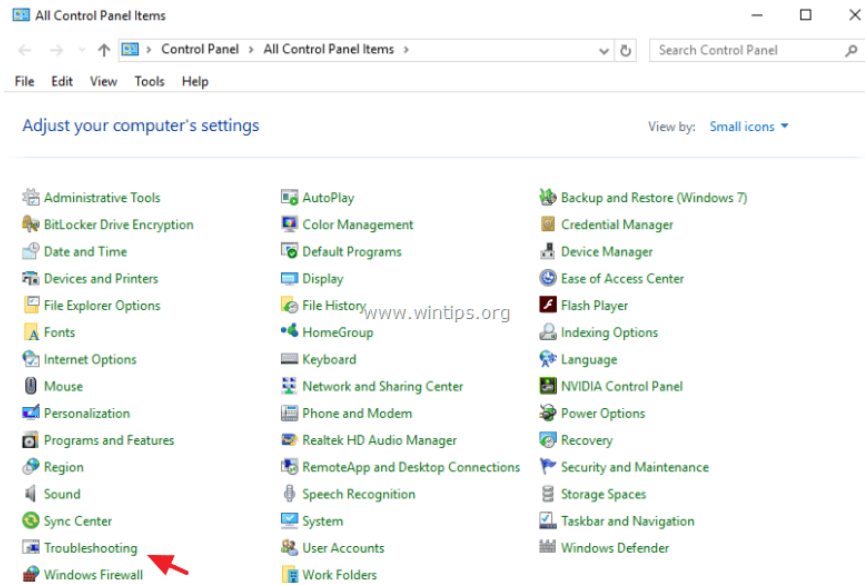 All Control Panel Items
Control Panel > All Control Panel Items >
Search Control Panel
File Edit View Tools Help
Adjust your computer's settings
View by: Small icons
Administrative Tools AutoPlay Backup and Restore (Windows 7)
BitLocker Drive Encryption Color Management Credential Manager
Date and Time Default Programs Device Manager
Devices and Printers Display Ease of Access Center
File Explorer Options File History Flash Player
www.wintips.org
Fonts HomeGroup Indexing Options
Internet Options Keyboard Language
Mouse Network and Sharing Center NVIDIA Control Panel
Personalization Phone and Modem Power Options
Programs and Features Realtek HD Audio Manager Recovery
Region RemoteApp and Desktop Connections Security and Maintenance
Sound Speech Recognition Storage Spaces
Sync Center System Taskbar and Navigation
Troubleshooting User Accounts Windows Defender
Windows Firewall Work Folders